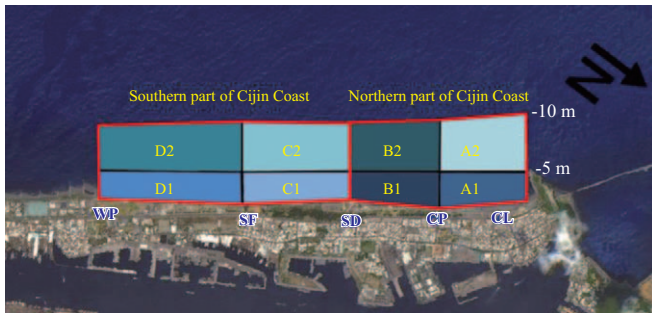 N
Southern part of Cijin Coast
Northern part of Cijin Coast
-10 m
D2
C2
B2
A2
-5 m
D1
C1
B1
A1
WP
SF
SD
CP
CL